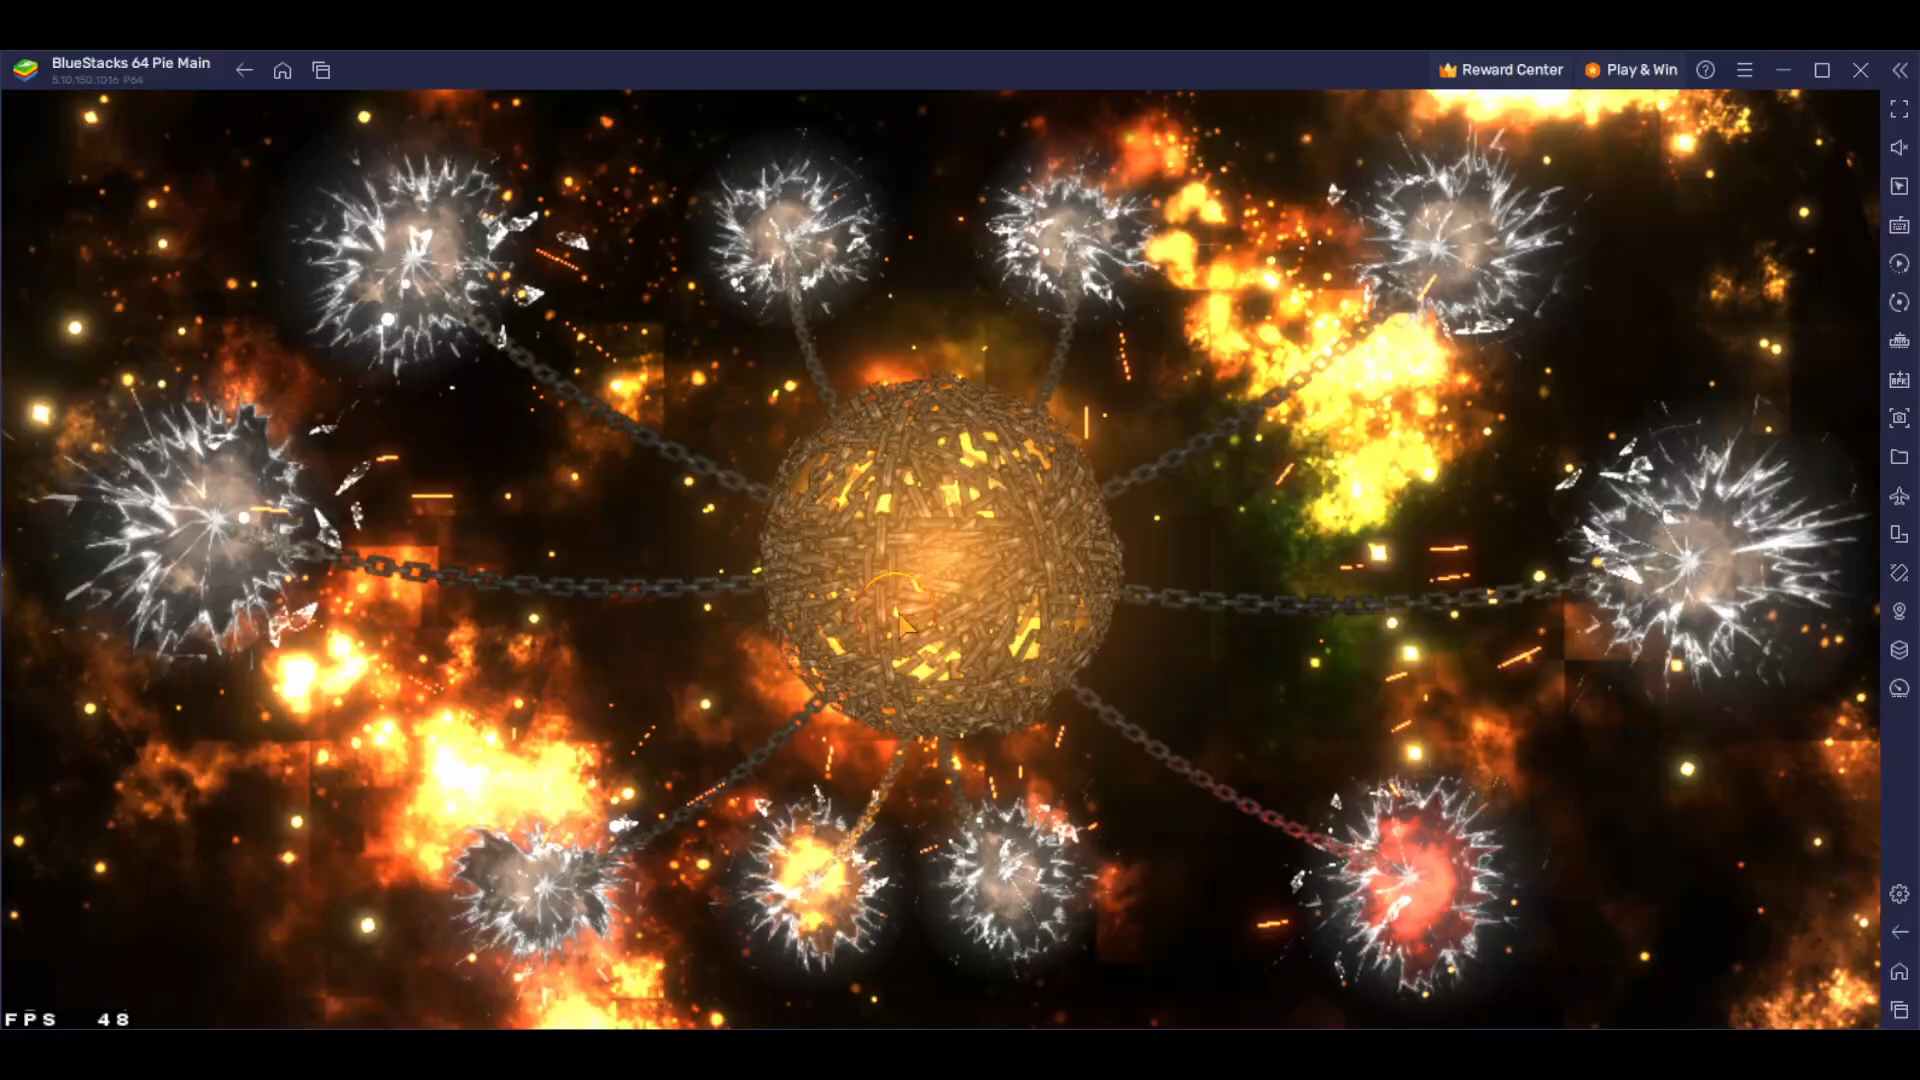 BlueStacks 64 Pie Main
5.10.150.1016 P64
Reward Center
Play & Win
FPS 48